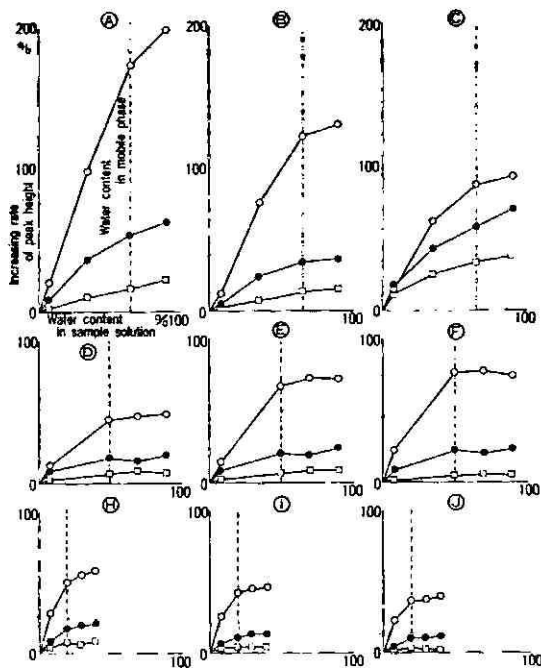 Ⓐ Ⓑ Ⓒ
200 200 200
%
Water content
in mobile phase
100 100 100
Increasing rate
of peak height
0 0 0
Water content %100 100 100
in sample solution
Ⓓ Ⓔ Ⓕ
100 100 100
0 0 0
100 100 100
Ⓗ Ⓘ Ⓙ
100 100 100
0 0 0
100 100 100